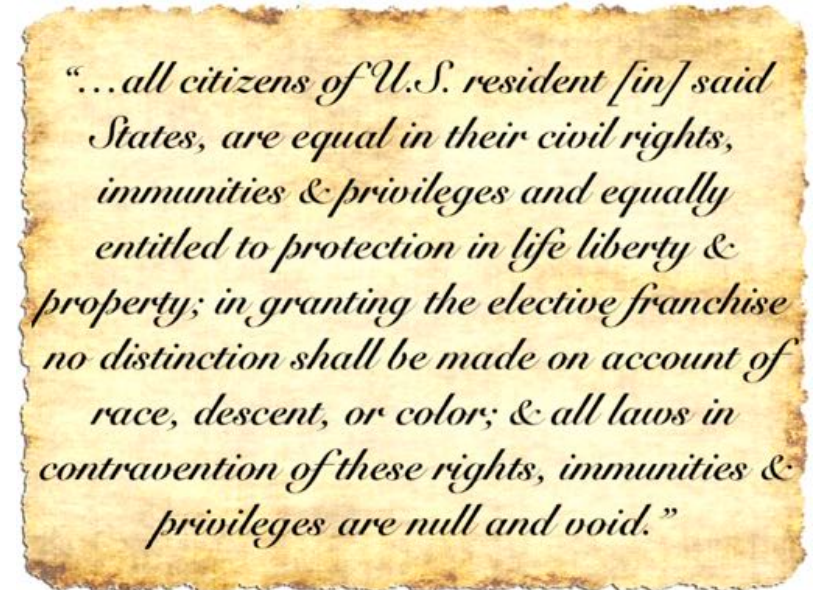 “...all citizens of U.S. resident [in] said
States, are equal in their civil rights,
immunities & privileges and equally
entitled to protection in life liberty &
property; in granting the elective franchise
no distinction shall be made on account of
race, descent, or color; & all laws in
contravention of these rights, immunities &
privileges are null and void.”